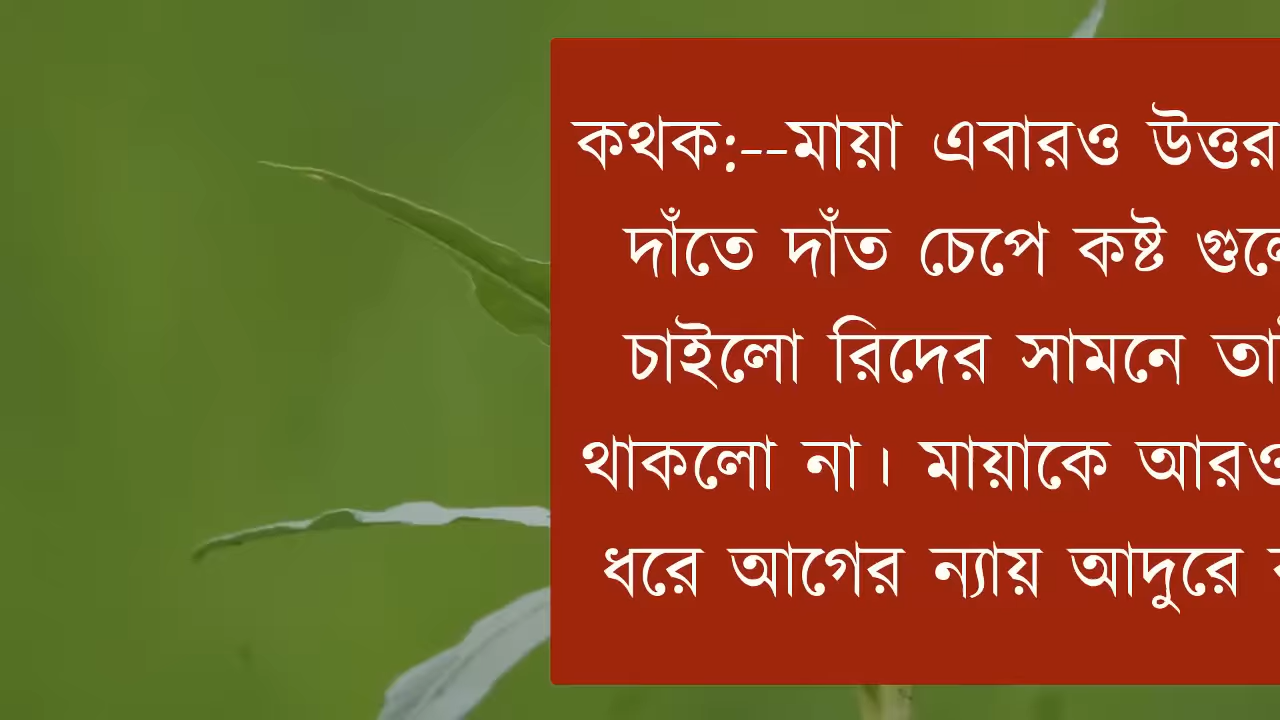 কথক:--মায়া এবারও উত্তর
দাঁতে দাঁত চেপে কষ্ট
চাইলো রিদের সামনে
থাকলো না। মায়াকে
ধরে আগের ন্যায় আদুরে